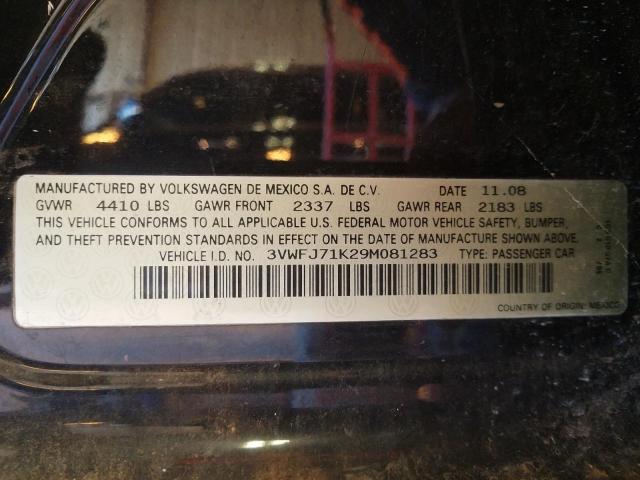 MANUFACTURED BY VOLKSWAGEN DE MEXICO S.A. DE C.V. DATE 11.08
GVWR 4410 LBS GAWR FRONT 2337 LBS GAWR REAR 2183 LBS
THIS VEHICLE CONFORMS TO ALL APPLICABLE U.S. FEDERAL MOTOR VEHICLE SAFETY, BUMPER,
AND THEFT PREVENTION STANDARDS IN EFFECT ON THE DATE OF MANUFACTURE SHOWN ABOVE.
VEHICLE I.D. NO. 3VWFJ71K29M081283 TYPE: PASSENGER CAR
COUNTRY OF ORIGIN: MEXICO